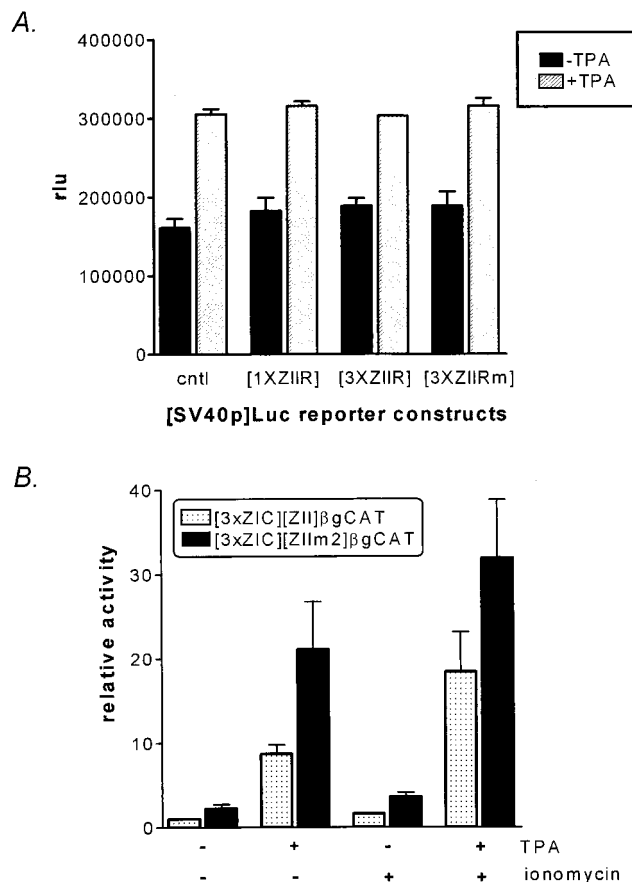 A.
400000
300000
200000
100000
0
rlu
-TPA
+TPA
cntl [1XZIIR] [3XZIIR] [3XZIIRm]
[SV40p]Luc reporter constructs
B.
40
30
20
10
0
relative activity
[3xZIC][ZII]βgCAT
[3xZIC][ZIIm2]βgCAT
- + - + TPA
- - + + ionomycin